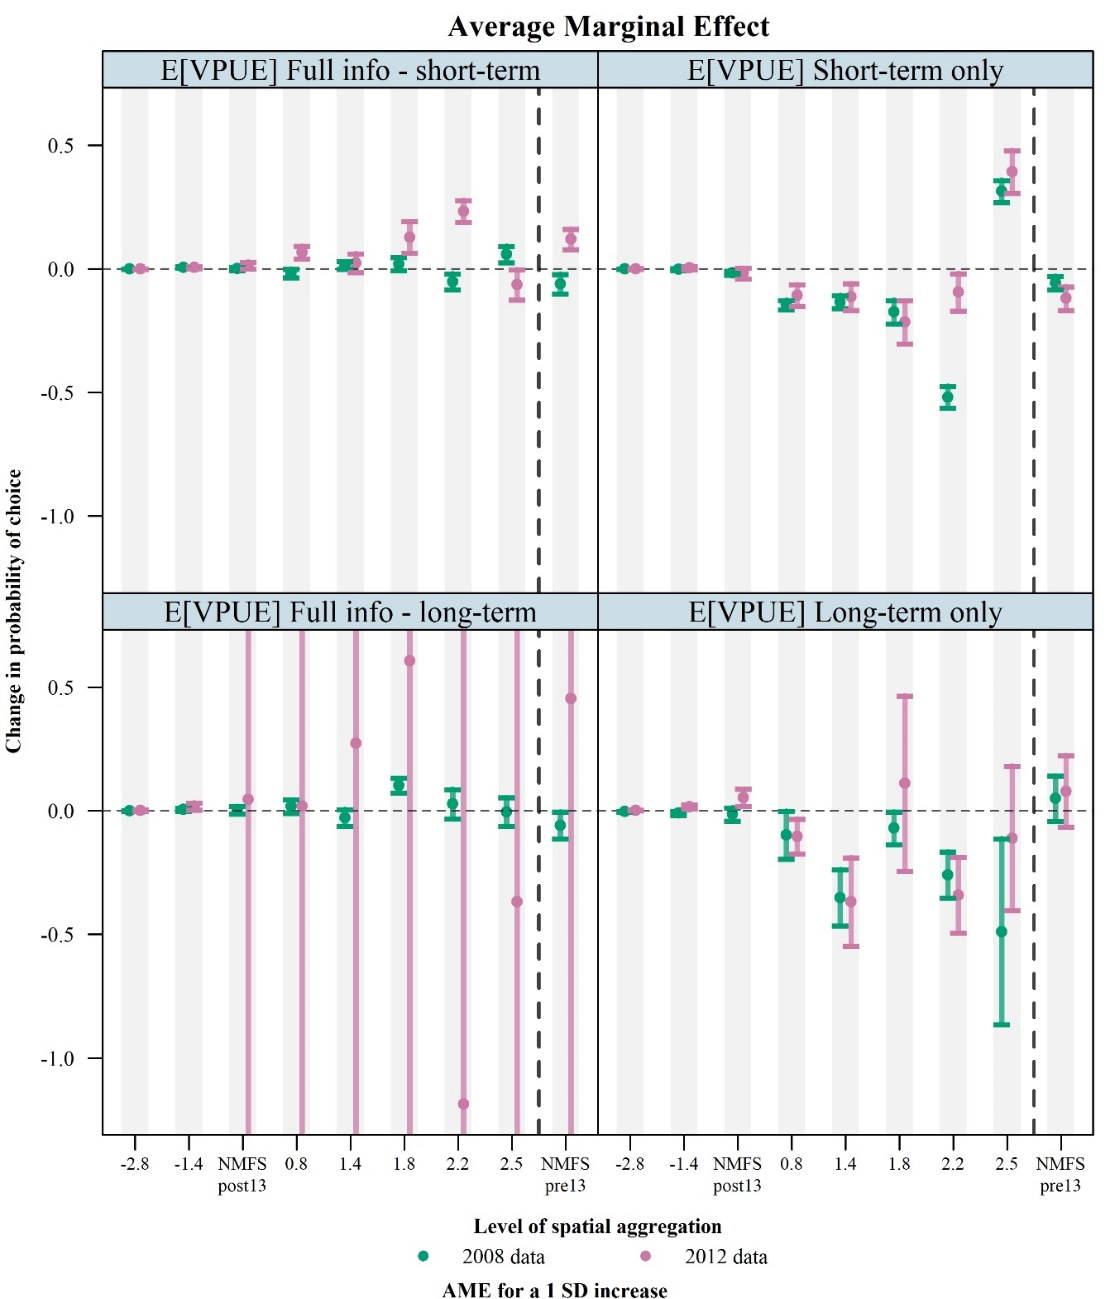 Average Marginal Effect
E[VPUE] Full info - short-term
E[VPUE] Short-term only
0.5
0.0
-0.5
-1.0
Change in probability of choice
E[VPUE] Full info - long-term
E[VPUE] Long-term only
0.5
0.0
-0.5
-1.0
-2.8 -1.4 NMFS 0.8 1.4 1.8 2.2 2.5 NMFS
post13 pre13
-2.8 -1.4 NMFS 0.8 1.4 1.8 2.2 2.5 NMFS
post13 pre13
Level of spatial aggregation
2008 data 2012 data
AME for a 1 SD increase